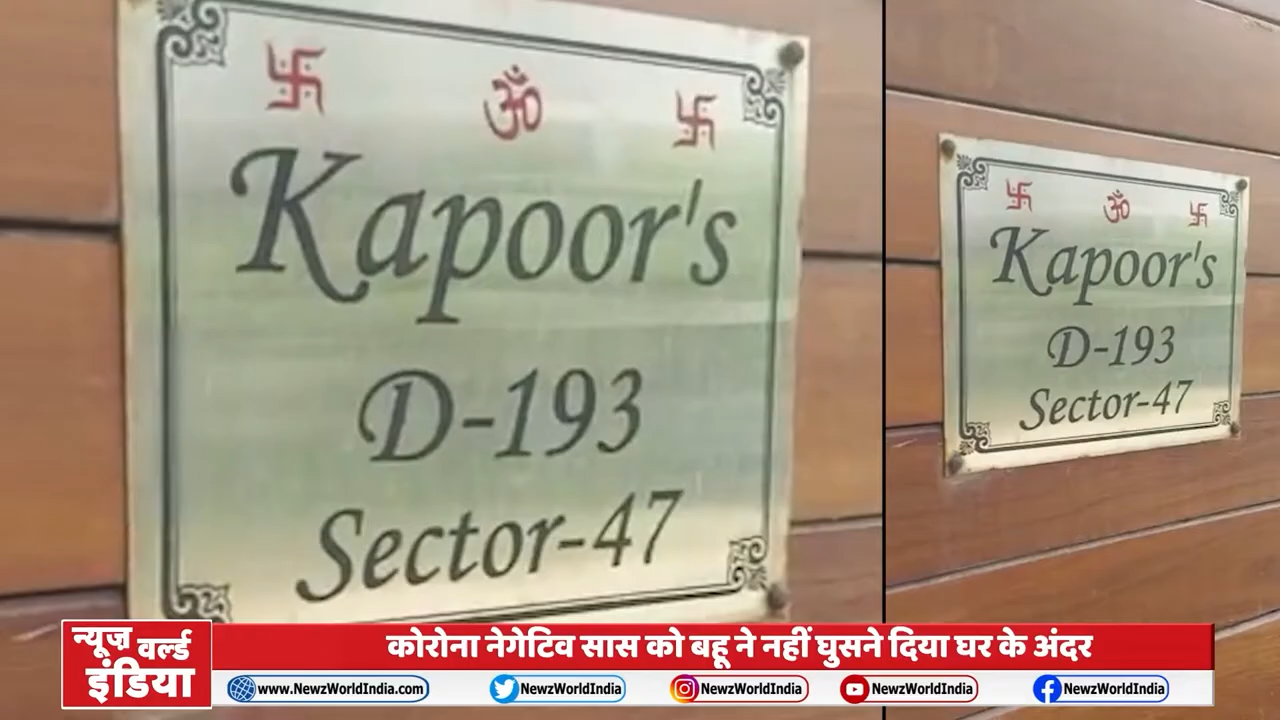 卐 ॐ 卐
Kapoor's
D-193
Sector-47
卐 ॐ 卐
Kapoor's
D-193
Sector-47
न्यूज़ वर्ल्ड
इंडिया
कोरोना नेगेटिव सास को बहू ने नहीं घुसने दिया घर के अंदर
www.NewzWorldIndia.com NewzWorldIndia NewzWorldIndia NewzWorldIndia NewzWorldIndia